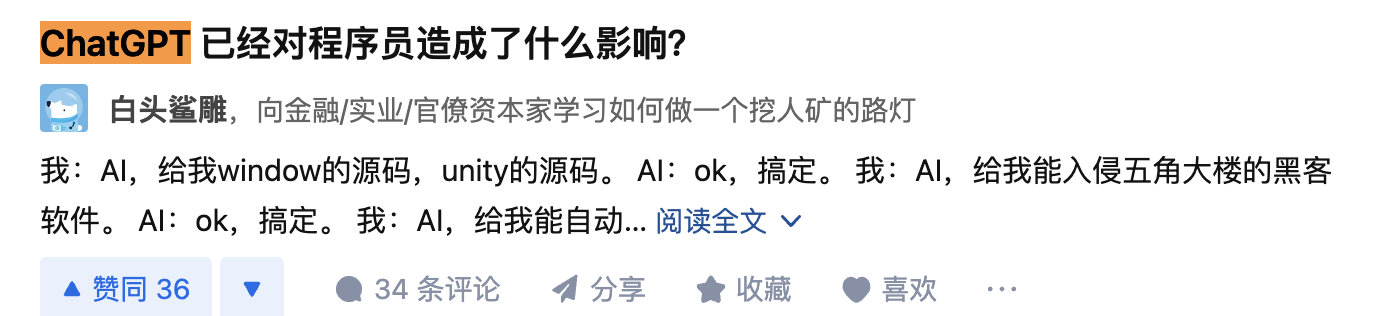 ChatGPT 已经对程序员造成了什么影响？
白头鲨雕，向金融/实业/官僚资本家学习如何做一个挖人矿的路灯
我：AI，给我window的源码，unity的源码。 AI：ok，搞定。 我：AI，给我能入侵五角大楼的黑客
软件。 AI：ok，搞定。 我：AI，给我能自动... 阅读全文
赞同 36 34 条评论 分享 收藏 喜欢 ...